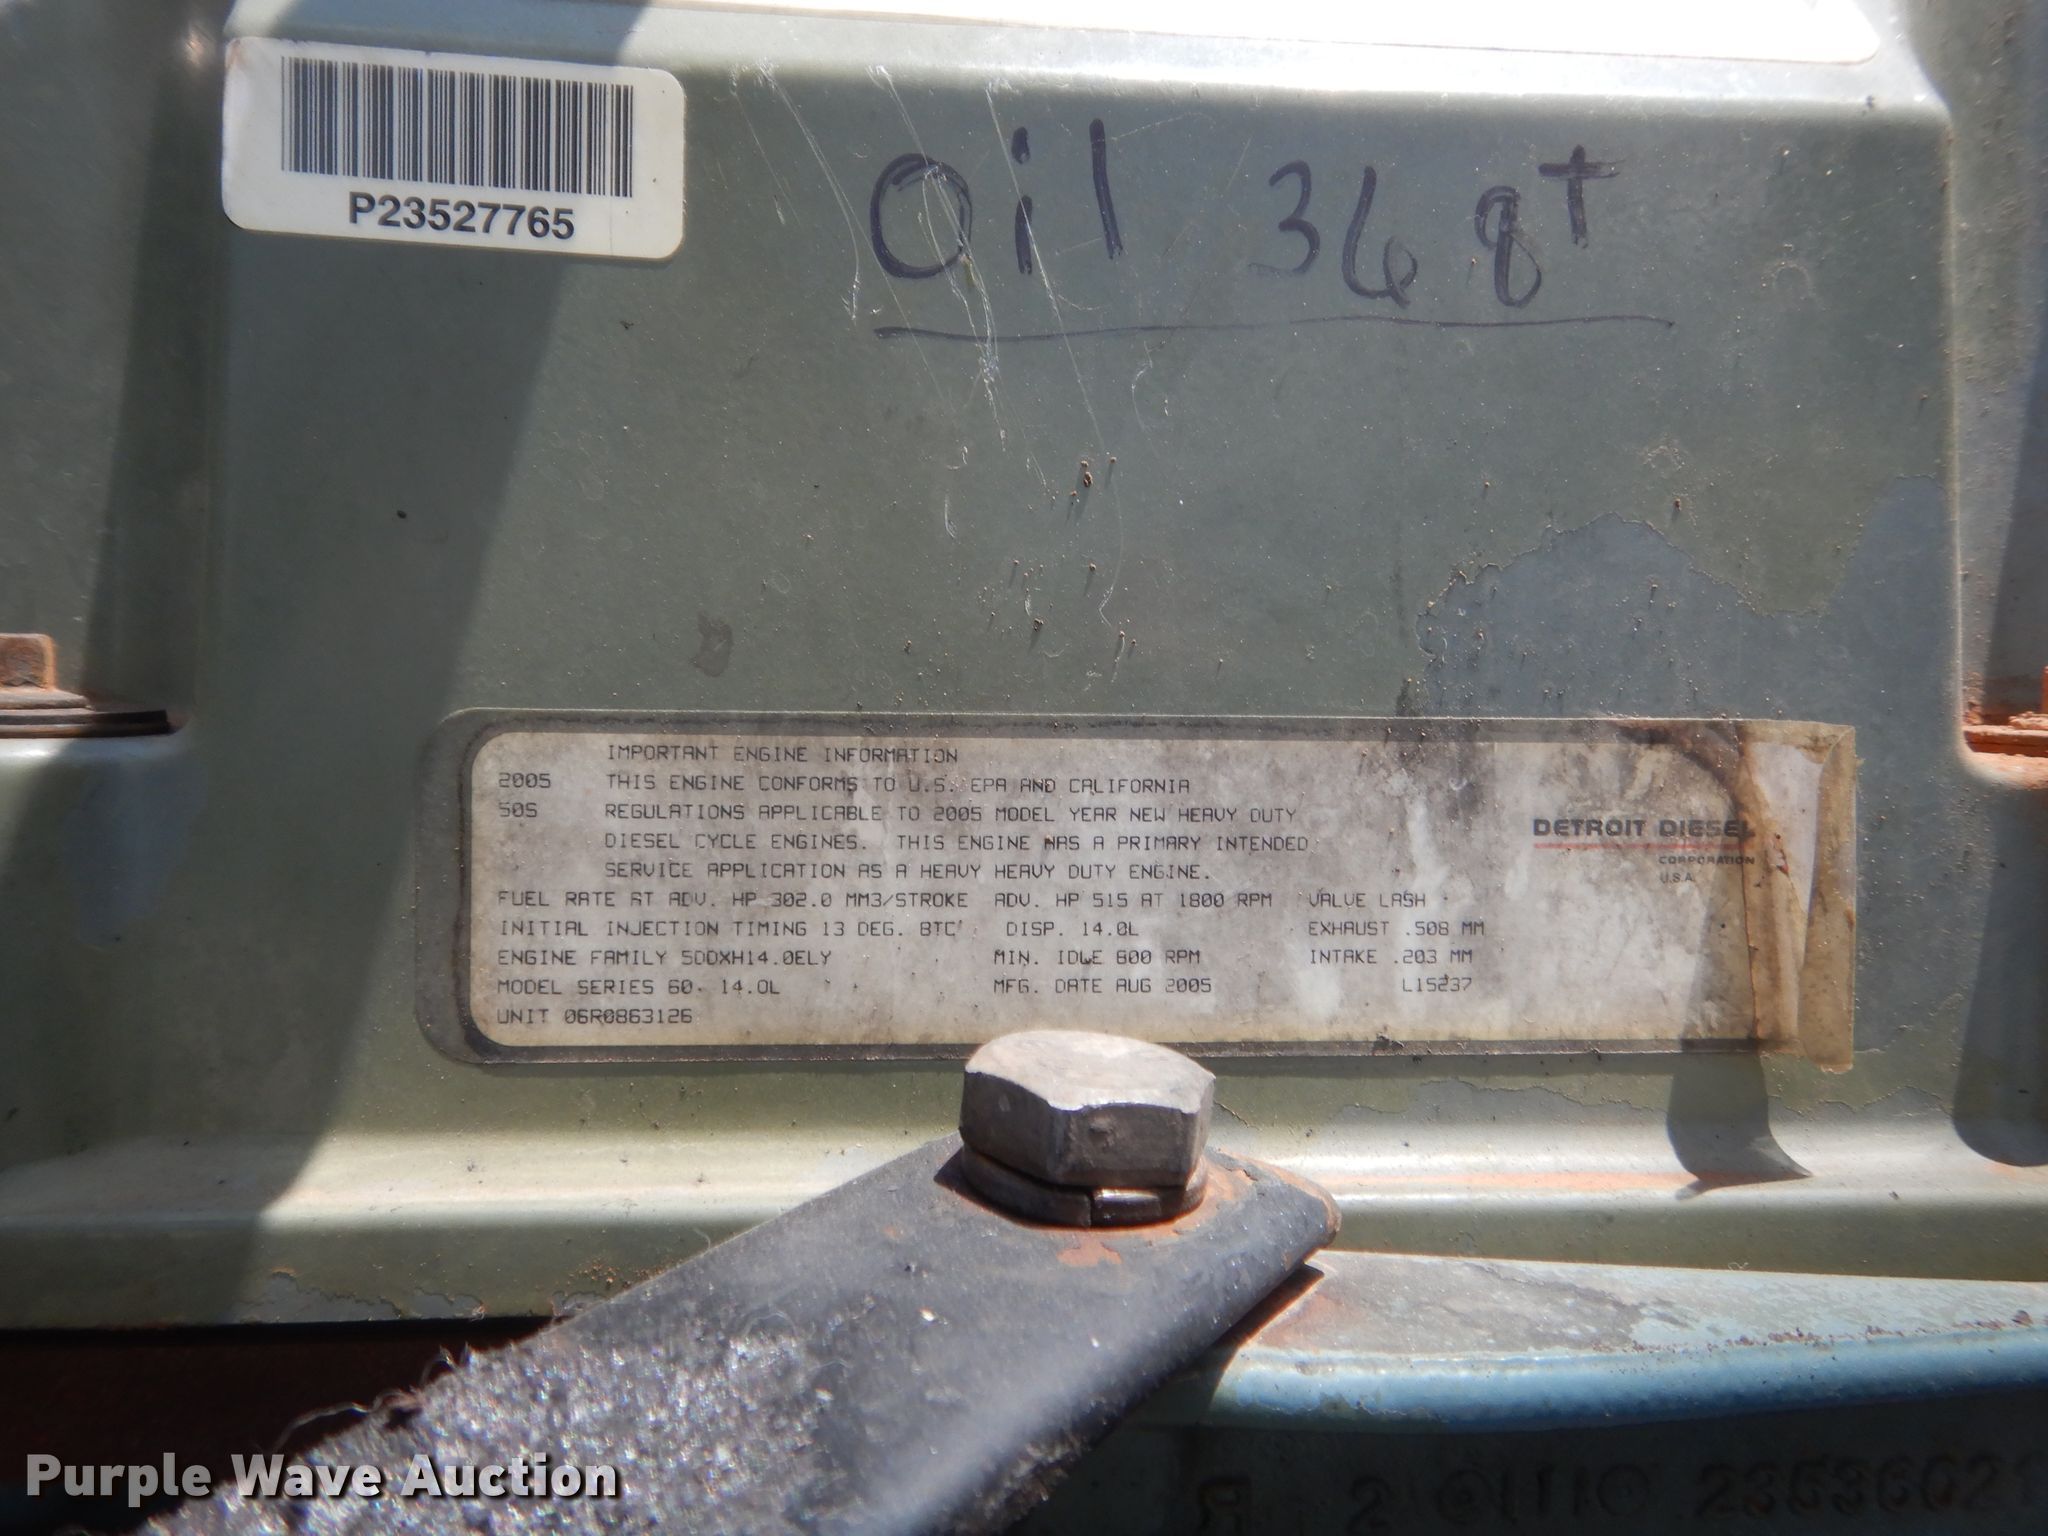 P23527765
Oil 36 qt
IMPORTANT ENGINE INFORMATION
2005 THIS ENGINE CONFORMS TO U.S. EPA AND CALIFORNIA
50S REGULATIONS APPLICABLE TO 2005 MODEL YEAR NEW HEAVY DUTY
DIESEL CYCLE ENGINES. THIS ENGINE HAS A PRIMARY INTENDED
SERVICE APPLICATION AS A HEAVY HEAVY DUTY ENGINE.
FUEL RATE AT ADV. HP 302.0 MM3/STROKE ADV. HP 515 AT 1800 RPM VALVE LASH
INITIAL INJECTION TIMING 13 DEG. BTC DISP. 14.0L EXHAUST .508 MM
ENGINE FAMILY 5DDXH14.0ELY MIN. IDLE 600 RPM INTAKE .203 MM
MODEL SERIES 60 14.0L MFG. DATE AUG 2005 L15237
UNIT 06R0863126
DETROIT DIESEL
CORPORATION
U.S.A.
Purple Wave Auction